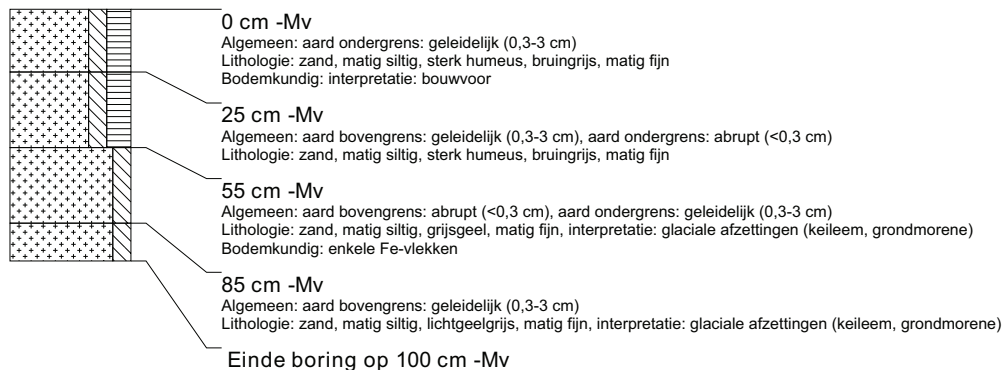 0 cm -Mv
Algemeen: aard ondergrens: geleidelijk (0,3-3 cm)
Lithologie: zand, matig siltig, sterk humeus, bruingrijs, matig fijn
Bodemkundig: interpretatie: bouwvoor
25 cm -Mv
Algemeen: aard bovengrens: geleidelijk (0,3-3 cm), aard ondergrens: abrupt (<0,3 cm)
Lithologie: zand, matig siltig, sterk humeus, bruingrijs, matig fijn
55 cm -Mv
Algemeen: aard bovengrens: abrupt (<0,3 cm), aard ondergrens: geleidelijk (0,3-3 cm)
Lithologie: zand, matig siltig, grijsgeel, matig fijn, interpretatie: glaciale afzettingen (keileem, grondmorene)
Bodemkundig: enkele Fe-vlekken
85 cm -Mv
Algemeen: aard bovengrens: geleidelijk (0,3-3 cm)
Lithologie: zand, matig siltig, lichtgeelgrijs, matig fijn, interpretatie: glaciale afzettingen (keileem, grondmorene)
Einde boring op 100 cm -Mv